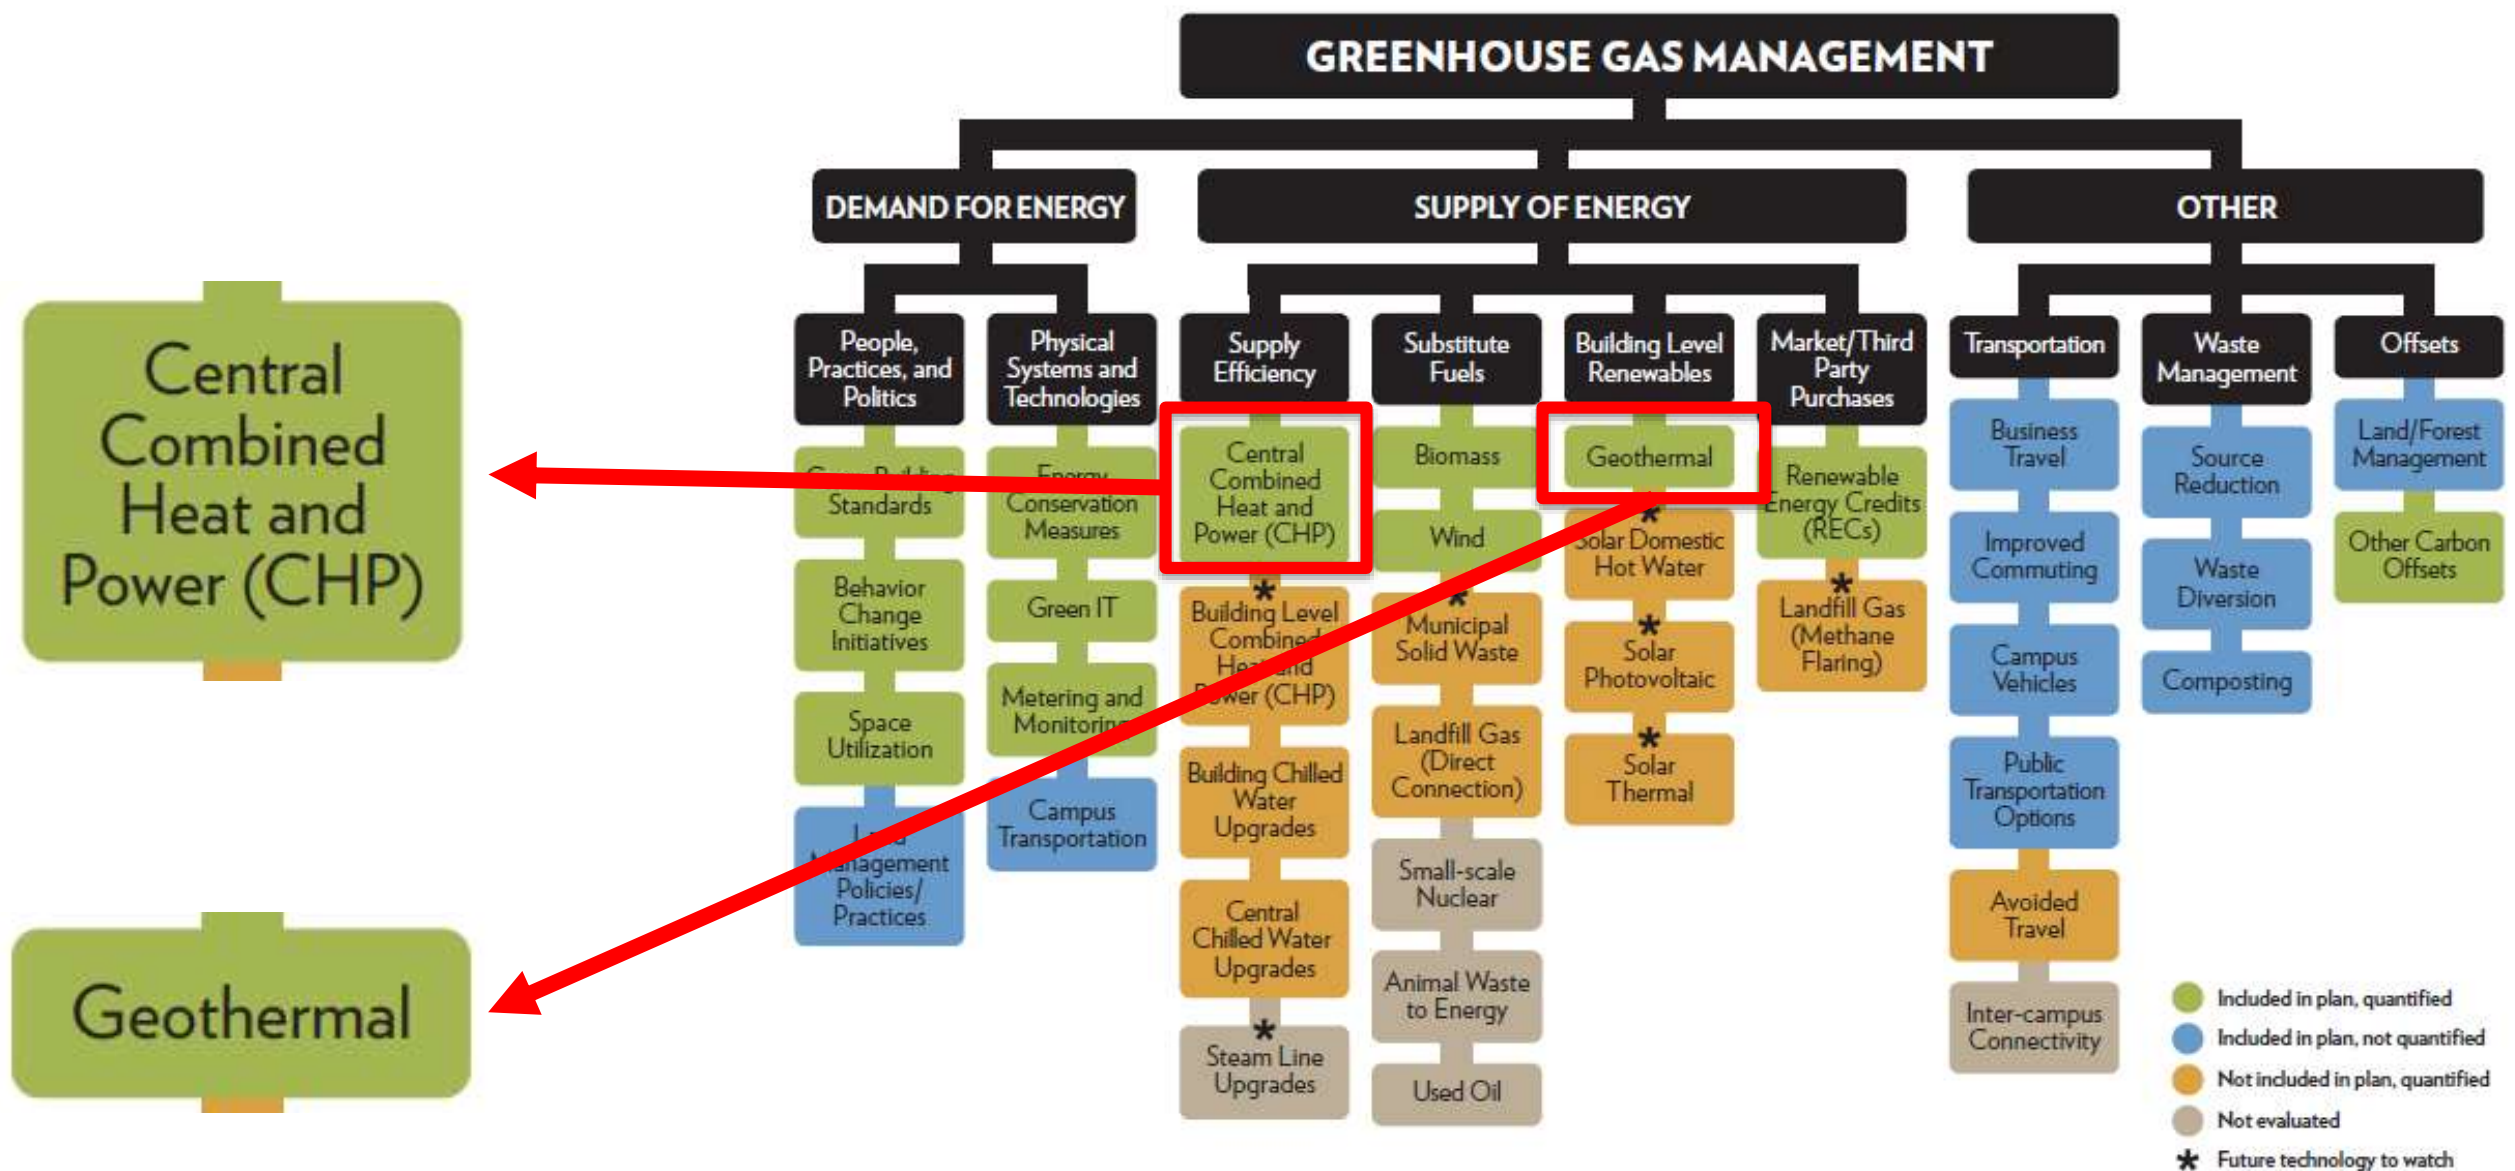 GREENHOUSE GAS MANAGEMENT
DEMAND FOR ENERGY
SUPPLY OF ENERGY
OTHER
People,
Practices, and
Politics
Standards
Behavior
Change
Initiatives
Space
Utilization
Management
Policies/
Practices
Physical
Systems and
Technologies
Energy
Conservation
Measures
Green IT
Metering and
Monitoring
Campus
Transportation
Supply
Efficiency
Central
Combined
Heat and
Power (CHP)
*
Building Level
Combined
Heat and
Power (CHP)
Building Chilled
Water
Upgrades
Central
Chilled Water
Upgrades
*
Steam Line
Upgrades
Substitute
Fuels
Biomass
Wind
*
Municipal
Solid Waste
Landfill Gas
(Direct
Connection)
Small-scale
Nuclear
Animal Waste
to Energy
Used Oil
Building Level
Renewables
Geothermal
*
Solar Domestic
Hot Water
*
Solar
Photovoltaic
*
Solar
Thermal
Market/Third
Party
Purchases
Renewable
Energy Credits
(RECs)
*
Landfill Gas
(Methane
Flaring)
Transportation
Business
Travel
Improved
Commuting
Campus
Vehicles
Public
Transportation
Options
Avoided
Travel
Inter-campus
Connectivity
Waste
Management
Source
Reduction
Waste
Diversion
Composting
Offsets
Land/Forest
Management
Other Carbon
Offsets
Central
Combined
Heat and
Power (CHP)
Geothermal
Included in plan, quantified
Included in plan, not quantified
Not included in plan, quantified
Not evaluated
* Future technology to watch